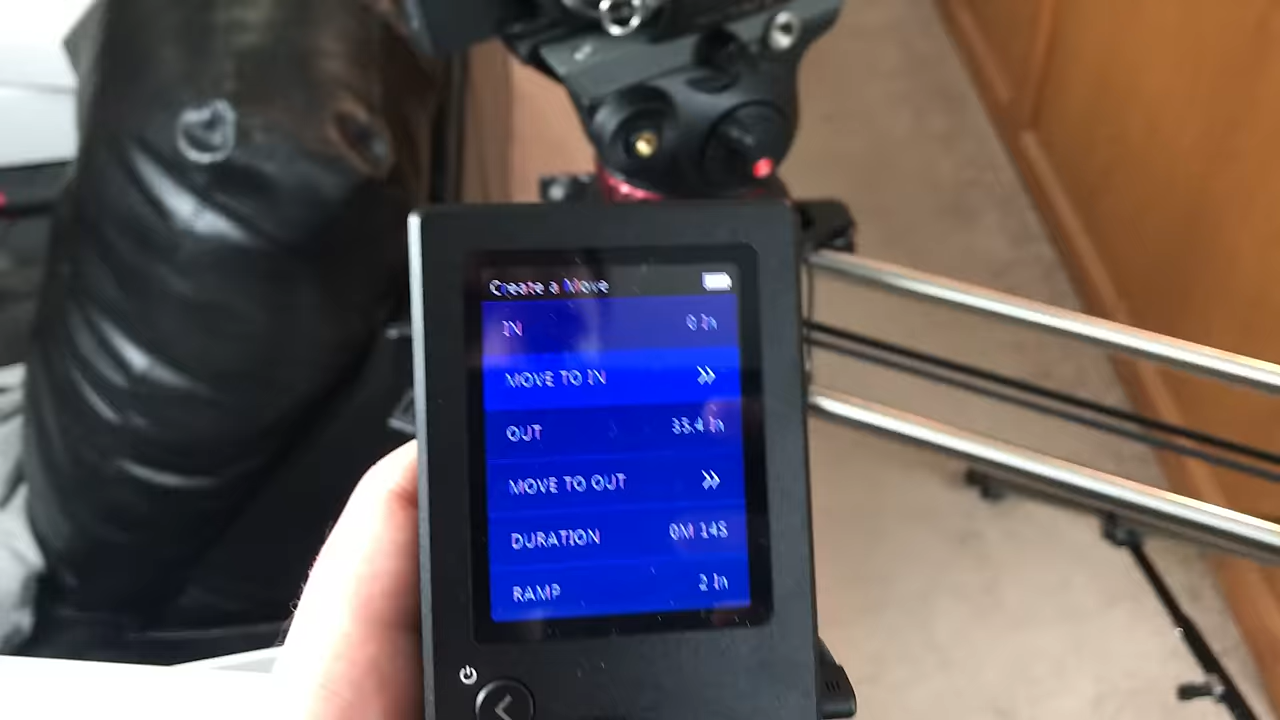 Create a Move
IN 0 In
MOVE TO IN
OUT 33.4 In
MOVE TO OUT
DURATION 0M 14S
RAMP 2 In